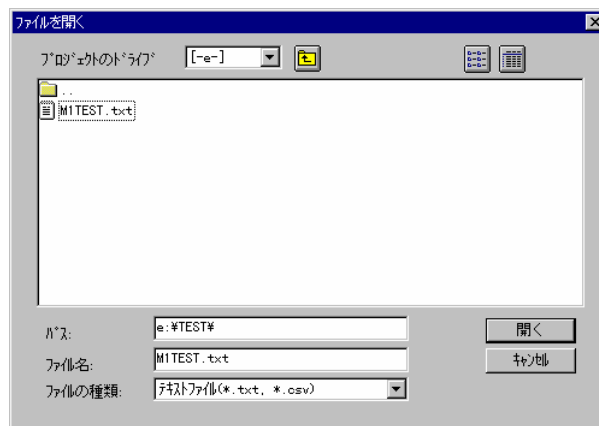 ファイルを開く
プロジェクトのドライブ [-e-]
..
M1TEST.txt
パス: e:¥TEST¥
開く
ファイル名: M1TEST.txt
キャンセル
ファイルの種類: テキストファイル(*.txt, *.csv)